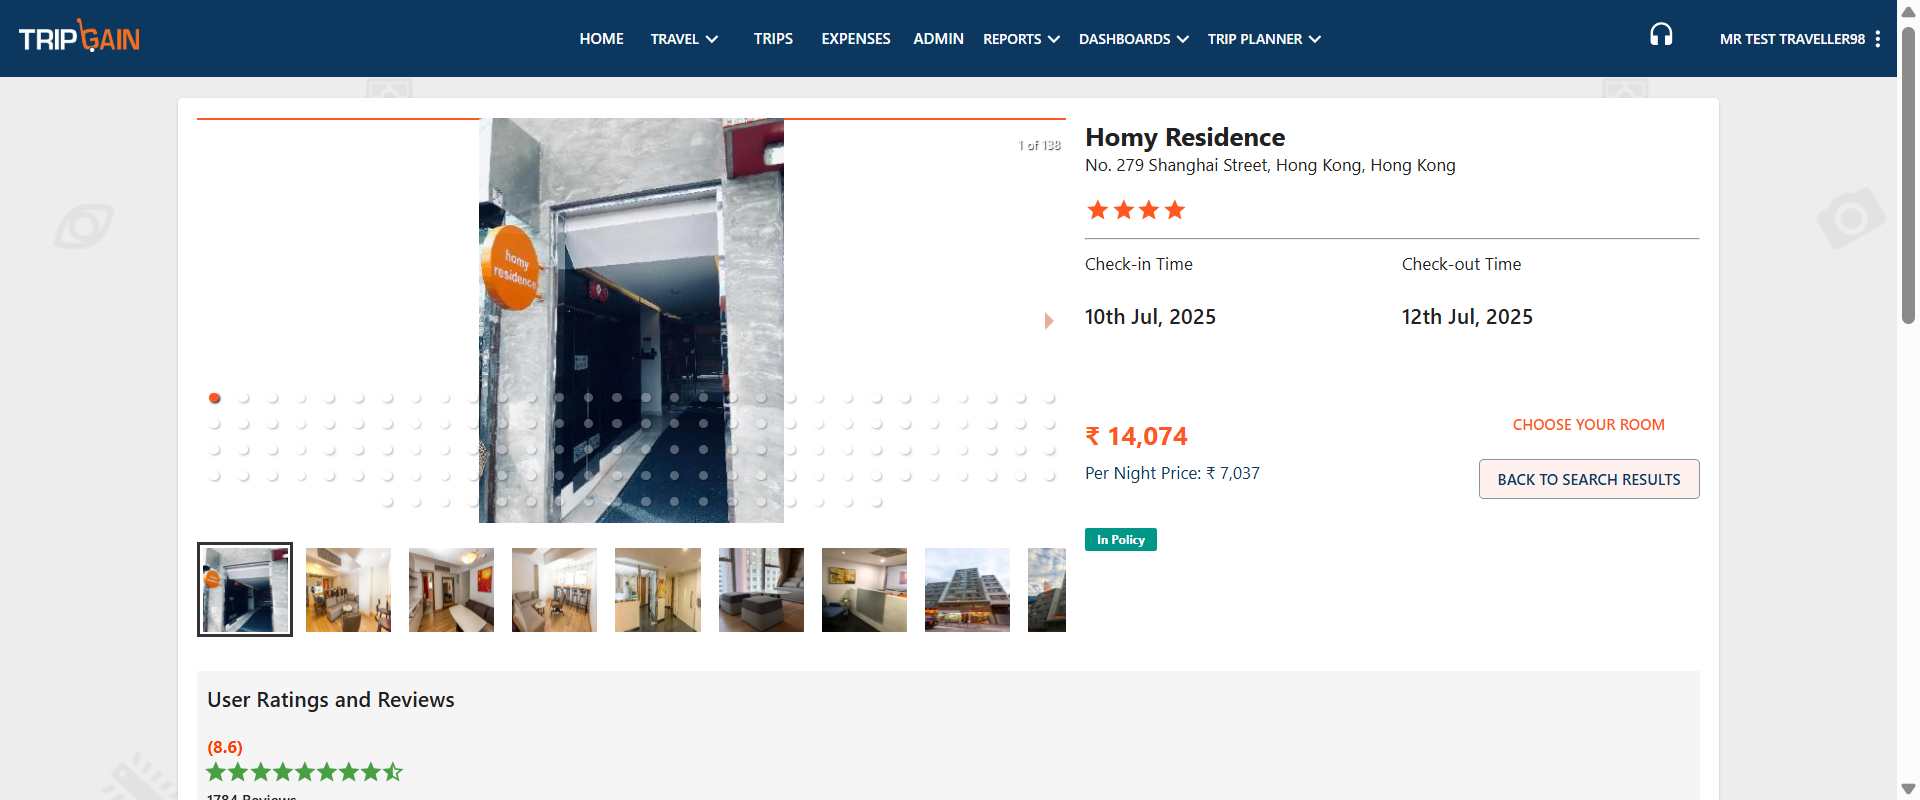 TRIPGAIN
HOME
TRAVEL
TRIPS
EXPENSES
ADMIN
REPORTS
DASHBOARDS
TRIP PLANNER
MR TEST TRAVELLER98
1 of 138
homy
residence
Homy Residence
No. 279 Shanghai Street, Hong Kong, Hong Kong
Check-in Time
Check-out Time
10th Jul, 2025
12th Jul, 2025
₹ 14,074
CHOOSE YOUR ROOM
Per Night Price: ₹ 7,037
BACK TO SEARCH RESULTS
In Policy
User Ratings and Reviews
(8.6)
1784 Reviews